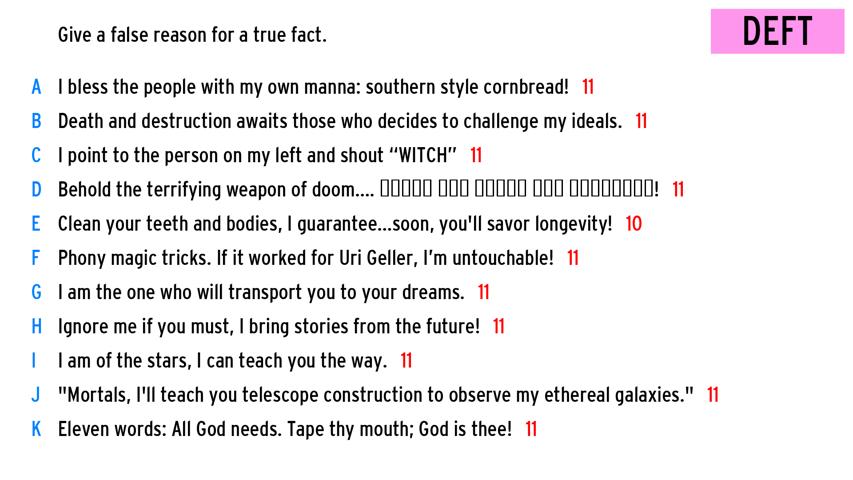 Give a false reason for a true fact.
DEFT
A I bless the people with my own manna: southern style cornbread! 11
B Death and destruction awaits those who decides to challenge my ideals. 11
C I point to the person on my left and shout “WITCH” 11
D Behold the terrifying weapon of doom.... ! 11
E Clean your teeth and bodies, I guarantee...soon, you'll savor longevity! 10
F Phony magic tricks. If it worked for Uri Geller, I’m untouchable! 11
G I am the one who will transport you to your dreams. 11
H Ignore me if you must, I bring stories from the future! 11
I I am of the stars, I can teach you the way. 11
J "Mortals, I'll teach you telescope construction to observe my ethereal galaxies." 11
K Eleven words: All God needs. Tape thy mouth; God is thee! 11